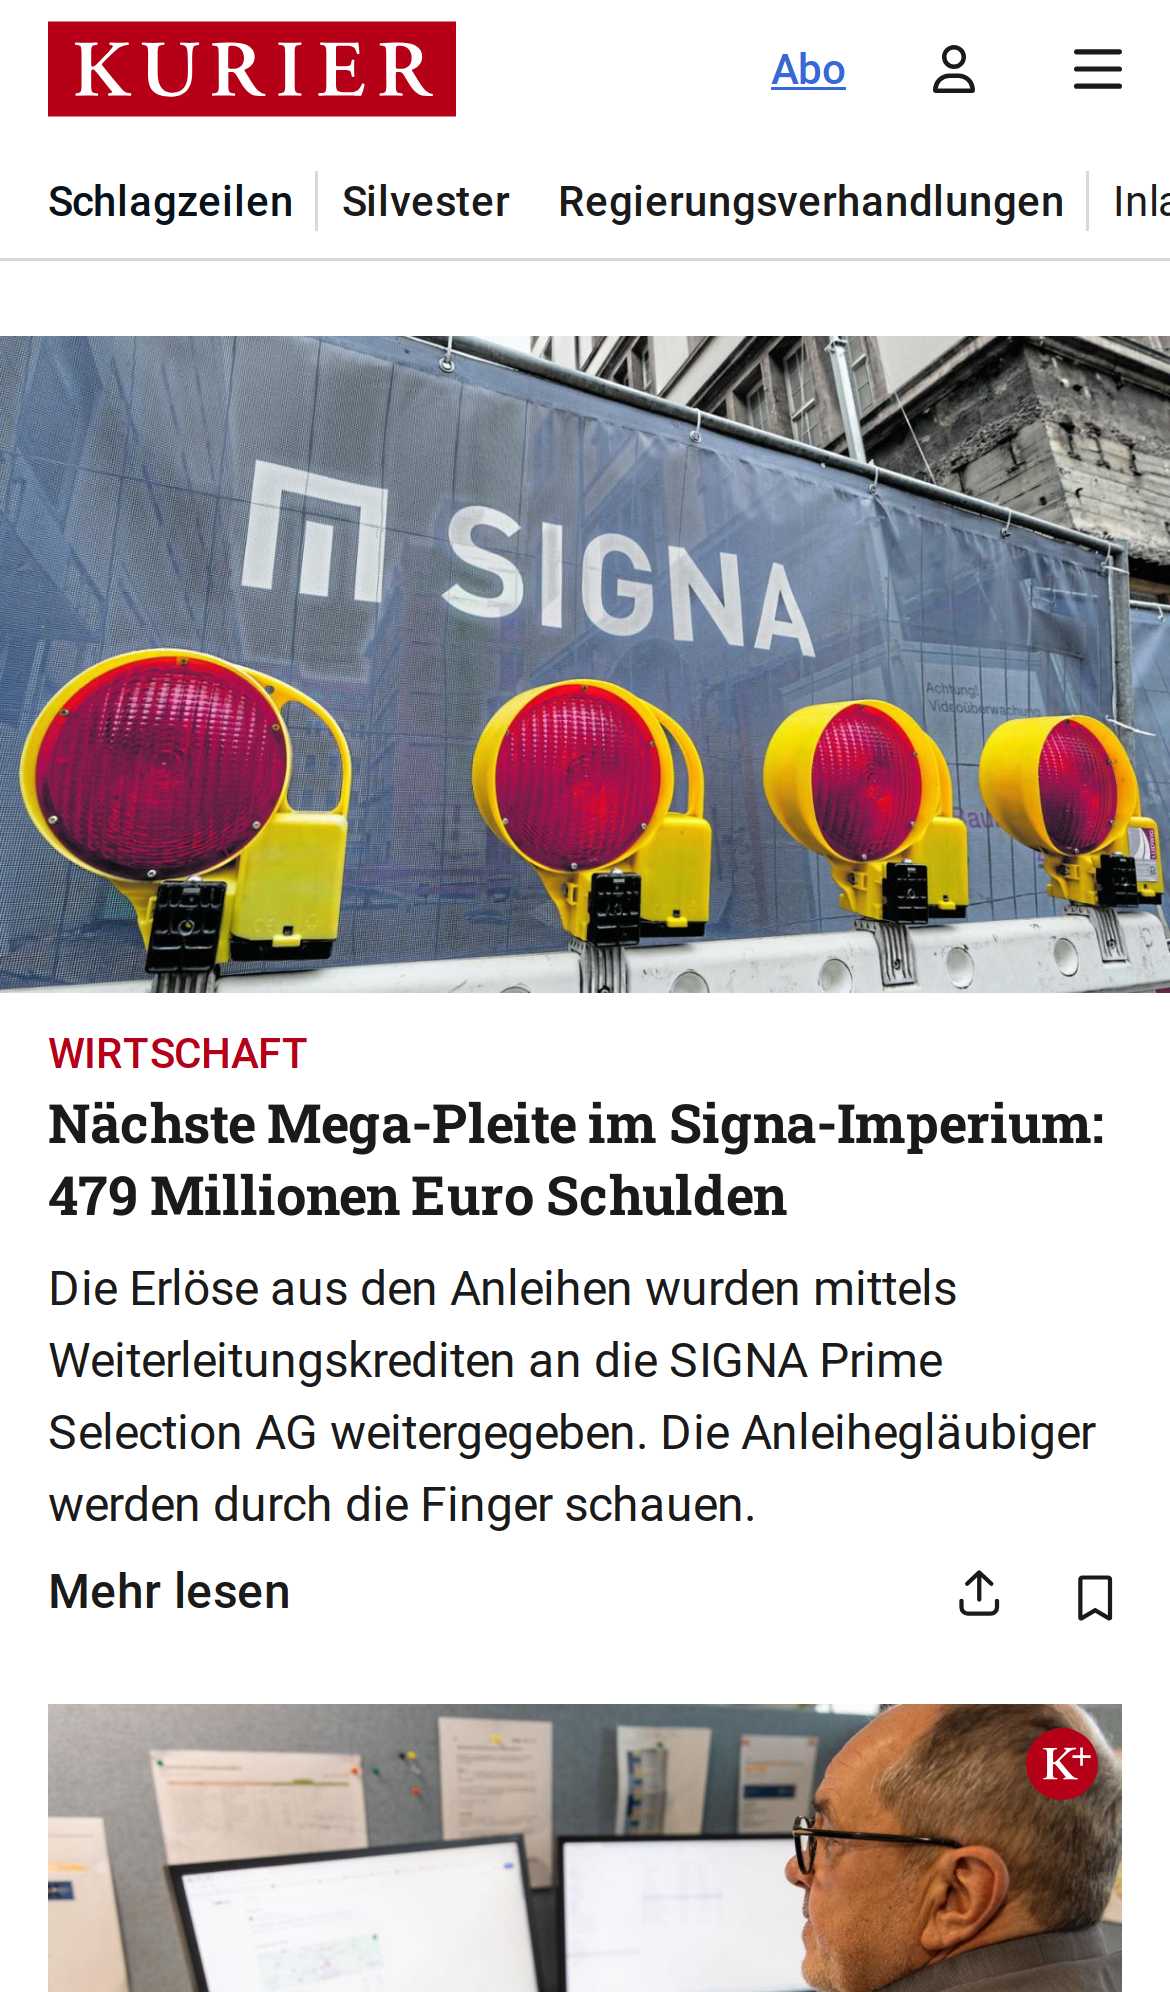 KURIER
Abo
Schlagzeilen
Silvester
Regierungsverhandlungen
SIGNA
Achtung!
Videoüberwachung
WIRTSCHAFT
Nächste Mega-Pleite im Signa-Imperium:
479 Millionen Euro Schulden
Die Erlöse aus den Anleihen wurden mittels
Weiterleitungskrediten an die SIGNA Prime
Selection AG weitergegeben. Die Anleihegläubiger
werden durch die Finger schauen.
Mehr lesen
K+